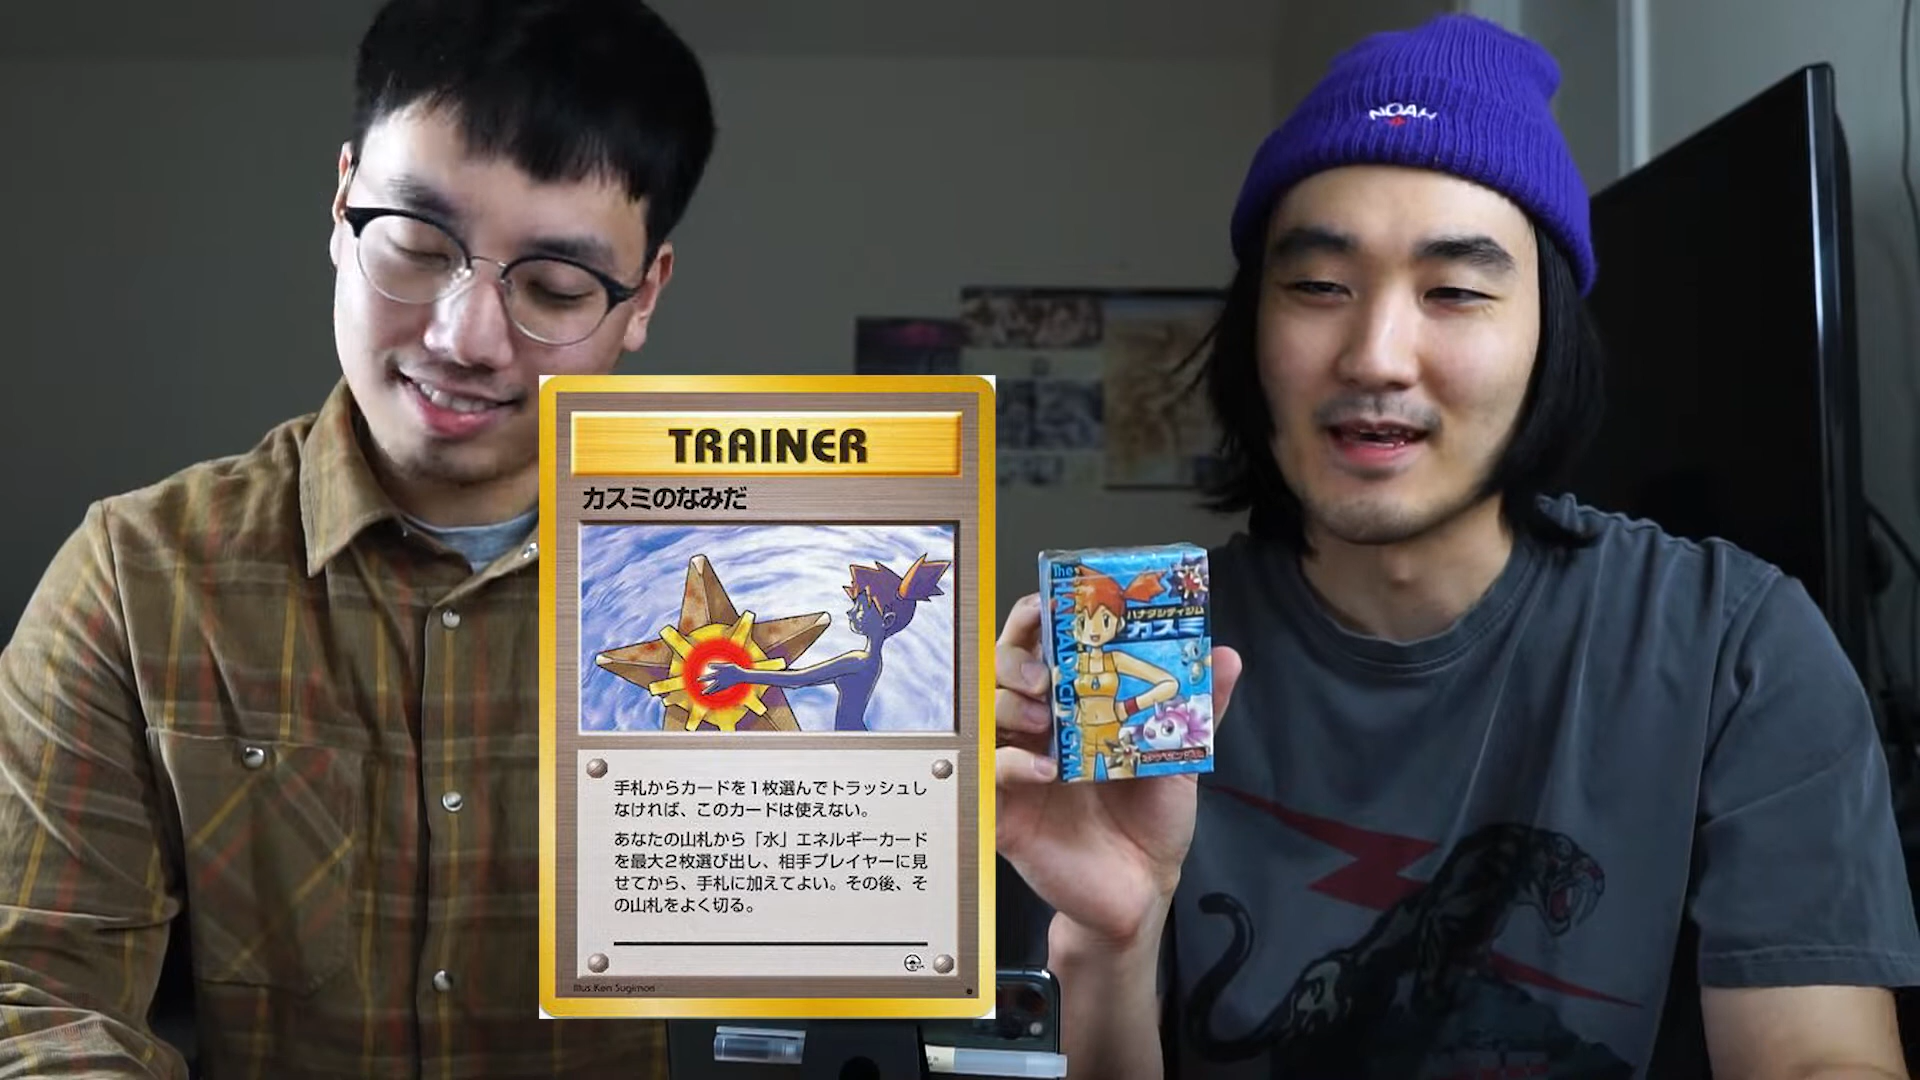 NOAH
TRAINER
カスミのなみだ
手札からカードを1枚選んでトラッシュし
なければ、このカードは使えない。
あなたの山札から「水」エネルギーカード
を最大2枚選び出し、相手プレイヤーに見
せてから、手札に加えてよい。その後、そ
の山札をよく切る。
Illus. Ken Sugimori
The
HANADA CITY GYM
ハナダシティジム
カスミ